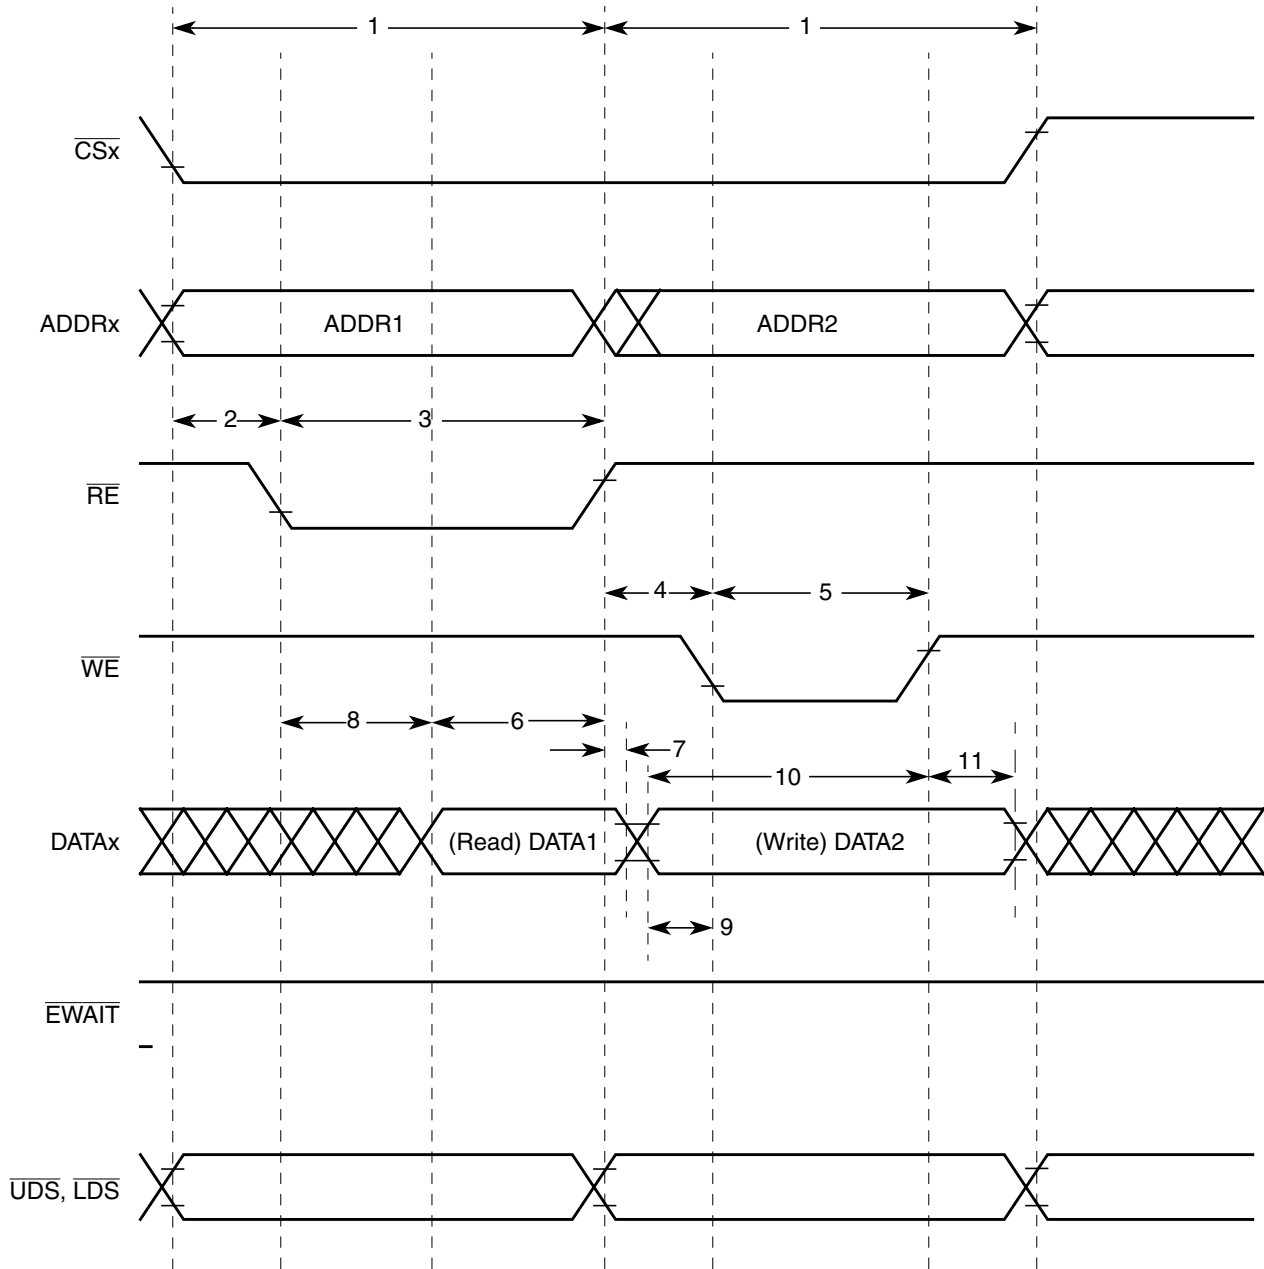 1 1
CSx
ADDRx ADDR1 ADDR2
2 3
RE
4 5
WE
8 6
7
10 11
DATAx (Read) DATA1 (Write) DATA2
9
EWAIT
UDS, LDS